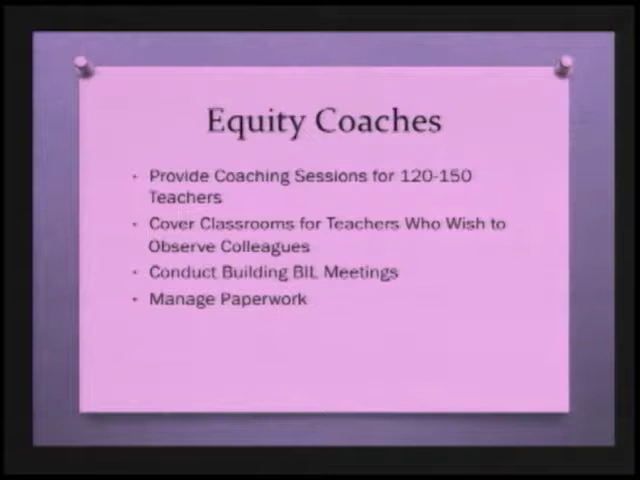 Equity Coaches
• Provide Coaching Sessions for 120-150
Teachers
• Cover Classrooms for Teachers Who Wish to
Observe Colleagues
• Conduct Building BIL Meetings
• Manage Paperwork